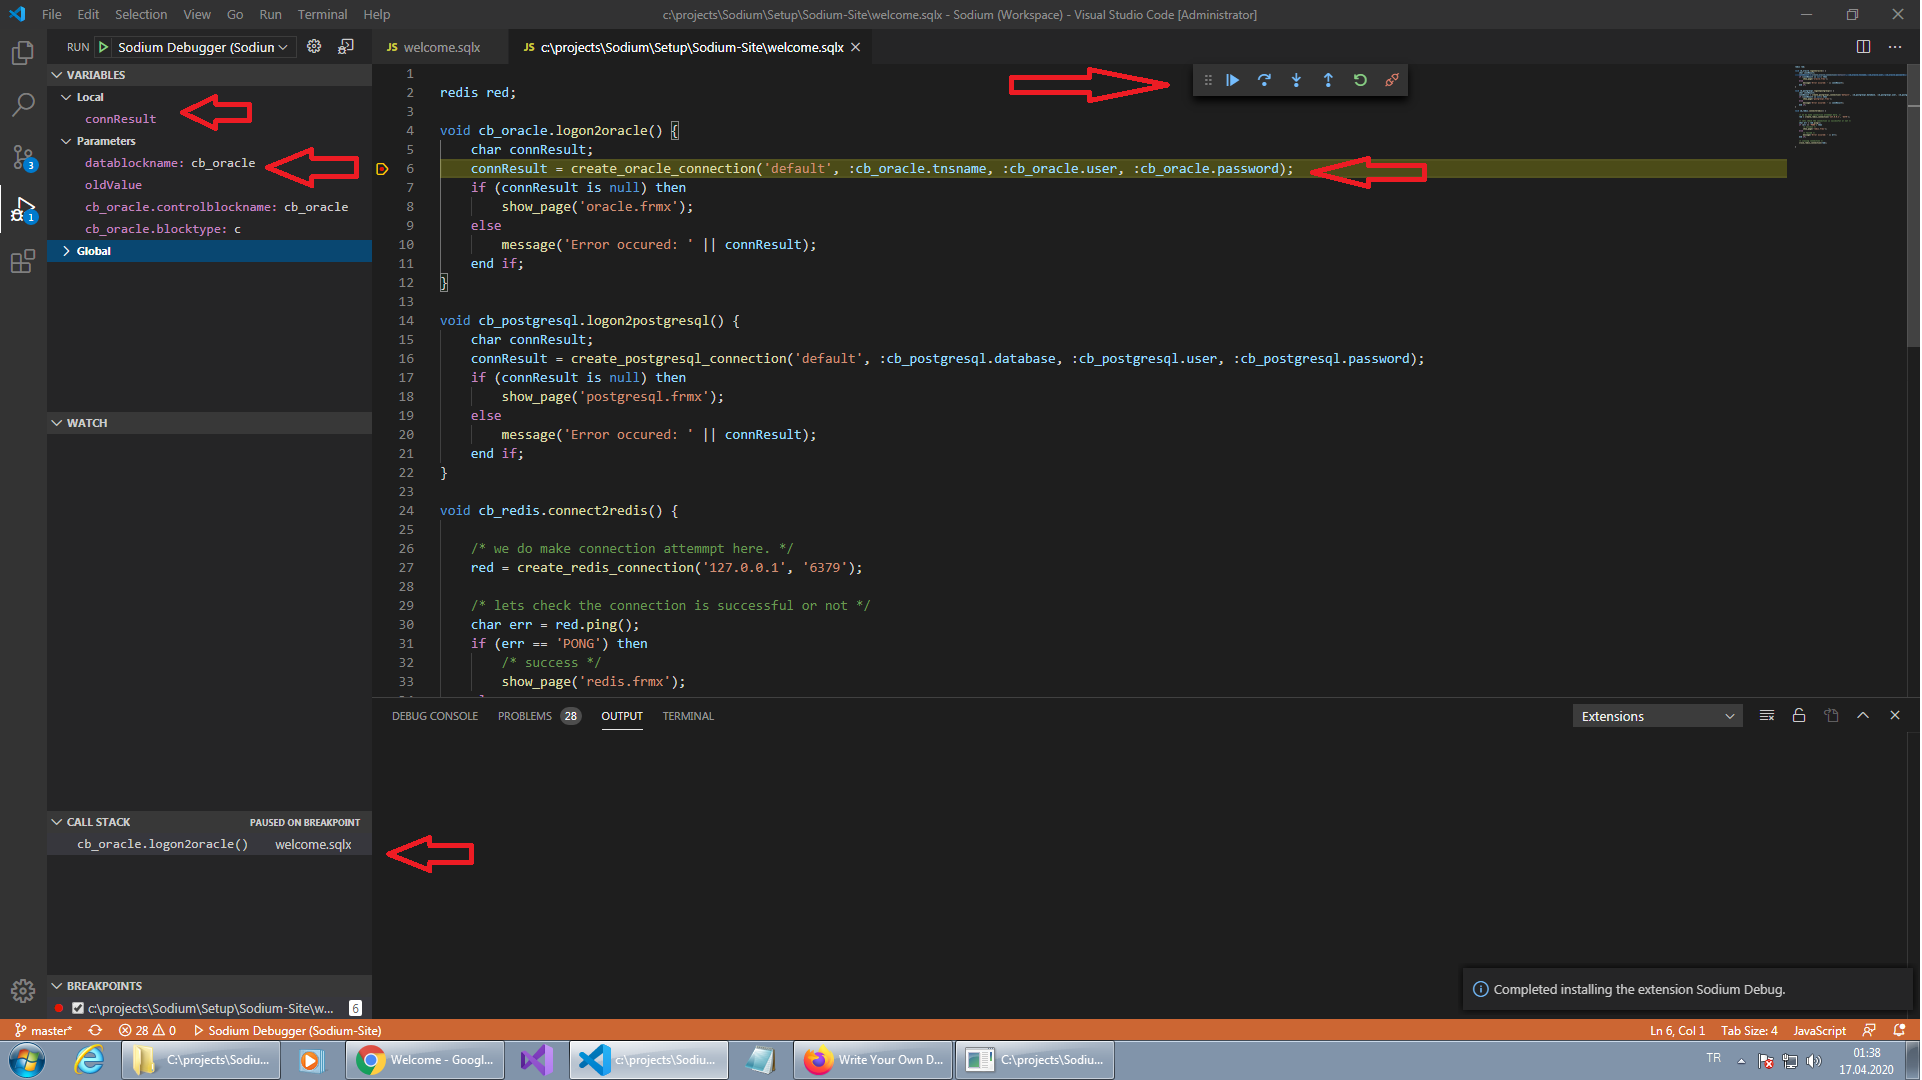 File Edit Selection View Go Run Terminal Help
c:\projects\Sodium\Setup\Sodium-Site\welcome.sqlx - Sodium (Workspace) - Visual Studio Code [Administrator]
RUN Sodium Debugger (Sodiun
JS welcome.sqlx
JS c:\projects\Sodium\Setup\Sodium-Site\welcome.sqlx
VARIABLES
Local
connResult
Parameters
datablockname: cb_oracle
oldValue
cb_oracle.controlblockname: cb_oracle
cb_oracle.blocktype: c
Global
WATCH
CALL STACK PAUSED ON BREAKPOINT
cb_oracle.logon2oracle() welcome.sqlx
BREAKPOINTS
c:\projects\Sodium\Setup\Sodium-Site\w... 6
3
1
1
2 redis red;
3
4 void cb_oracle.logon2oracle() {
5 char connResult;
6 connResult = create_oracle_connection('default', :cb_oracle.tnsname, :cb_oracle.user, :cb_oracle.password);
7 if (connResult is null) then
8 show_page('oracle.frmx');
9 else
10 message('Error occured: ' || connResult);
11 end if;
12 }
13
14 void cb_postgresql.logon2postgresql() {
15 char connResult;
16 connResult = create_postgresql_connection('default', :cb_postgresql.database, :cb_postgresql.user, :cb_postgresql.password);
17 if (connResult is null) then
18 show_page('postgresql.frmx');
19 else
20 message('Error occured: ' || connResult);
21 end if;
22 }
23
24 void cb_redis.connect2redis() {
25
26 /* we do make connection attemmpt here. */
27 red = create_redis_connection('127.0.0.1', '6379');
28
29 /* lets check the connection is successful or not */
30 char err = red.ping();
31 if (err == 'PONG') then
32 /* success */
33 show_page('redis.frmx');
DEBUG CONSOLE PROBLEMS 28 OUTPUT TERMINAL
Extensions
Completed installing the extension Sodium Debug.
master* 28 0 Sodium Debugger (Sodium-Site)
Ln 6, Col 1 Tab Size: 4 JavaScript
C:\projects\Sodiu...
Welcome - Googl...
c:\projects\Sodiu...
Write Your Own D...
C:\projects\Sodiu...
TR
01:38
17.04.2020